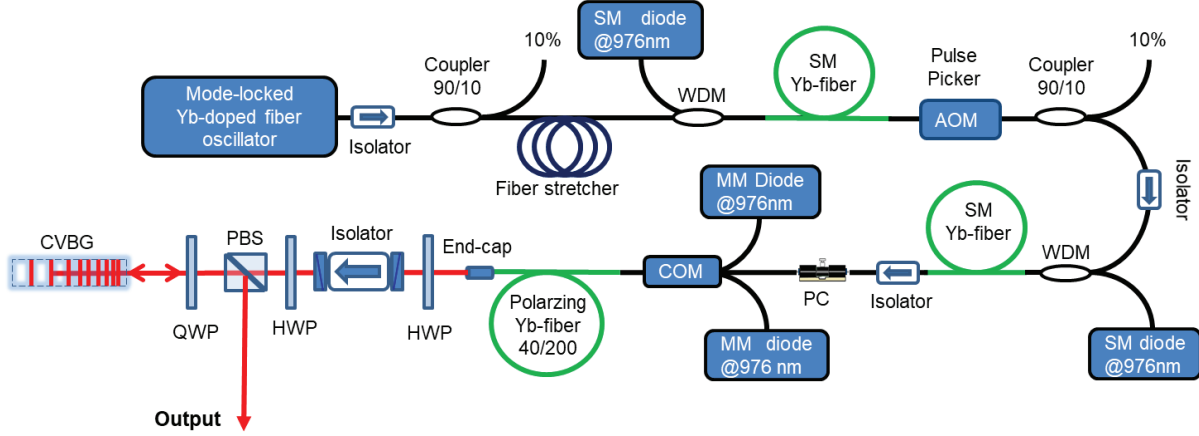 Mode-locked
Yb-doped fiber
oscillator
Isolator
Coupler
90/10
10%
Fiber stretcher
SM diode
@976nm
WDM
SM
Yb-fiber
Pulse
Picker
AOM
Coupler
90/10
10%
Isolator
WDM
SM diode
@976nm
SM
Yb-fiber
Isolator
PC
MM Diode
@976nm
COM
MM diode
@976 nm
Polarzing
Yb-fiber
40/200
End-cap
HWP
Isolator
HWP
PBS
QWP
CVBG
Output